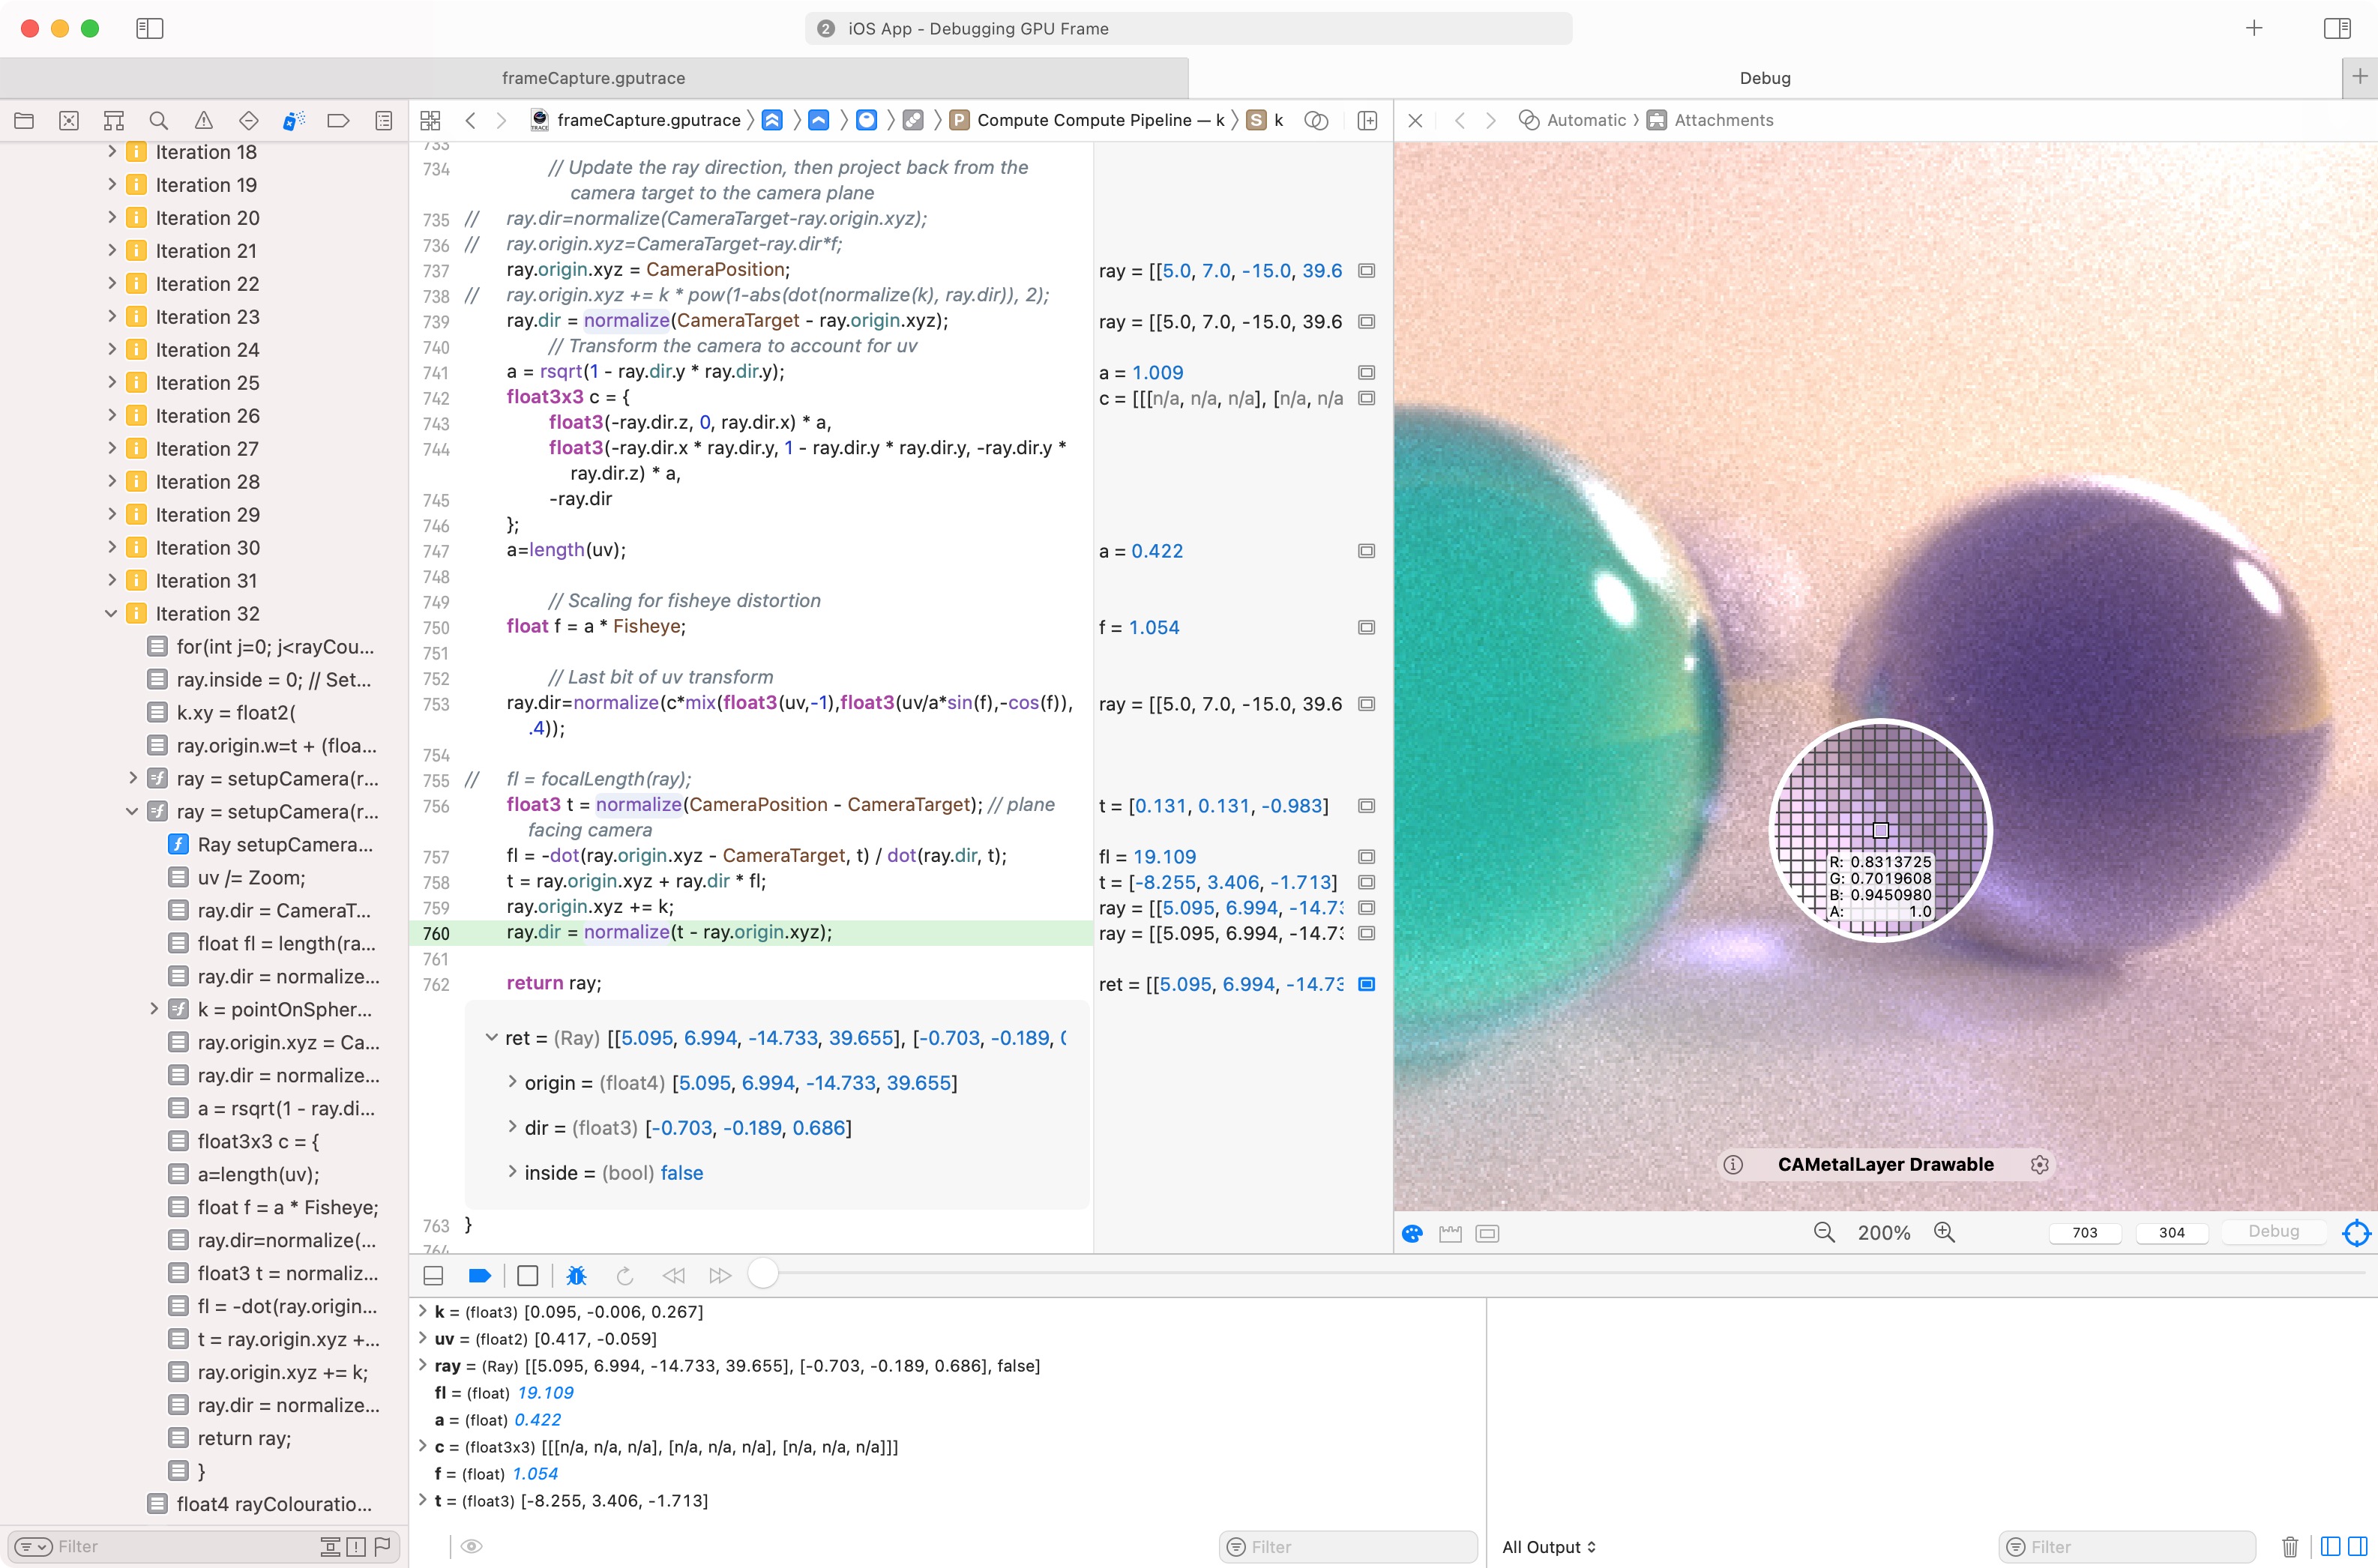 2 iOS App - Debugging GPU Frame
frameCapture.gputrace
Debug
frameCapture.gputrace
P Compute Compute Pipeline — k
S k
Automatic
Attachments
Iteration 18
Iteration 19
Iteration 20
Iteration 21
Iteration 22
Iteration 23
Iteration 24
Iteration 25
Iteration 26
Iteration 27
Iteration 28
Iteration 29
Iteration 30
Iteration 31
Iteration 32
for(int j=0; j<rayCou...
ray.inside = 0; // Set...
k.xy = float2(
ray.origin.w=t + (floa...
ray = setupCamera(r...
ray = setupCamera(r...
Ray setupCamera...
uv /= Zoom;
ray.dir = CameraT...
float fl = length(ra...
ray.dir = normalize...
k = pointOnSpher...
ray.origin.xyz = Ca...
ray.dir = normalize...
a = rsqrt(1 - ray.di...
float3x3 c = {
a=length(uv);
float f = a * Fisheye;
ray.dir=normalize(...
float3 t = normaliz...
fl = -dot(ray.origin...
t = ray.origin.xyz +...
ray.origin.xyz += k;
ray.dir = normalize...
return ray;
}
float4 rayColouratio...
Filter
733
734 // Update the ray direction, then project back from the
camera target to the camera plane
735 // ray.dir=normalize(CameraTarget-ray.origin.xyz);
736 // ray.origin.xyz=CameraTarget-ray.dir*f;
737 ray.origin.xyz = CameraPosition;
738 // ray.origin.xyz += k * pow(1-abs(dot(normalize(k), ray.dir)), 2);
739 ray.dir = normalize(CameraTarget - ray.origin.xyz);
740 // Transform the camera to account for uv
741 a = rsqrt(1 - ray.dir.y * ray.dir.y);
742 float3x3 c = {
743 float3(-ray.dir.z, 0, ray.dir.x) * a,
744 float3(-ray.dir.x * ray.dir.y, 1 - ray.dir.y * ray.dir.y, -ray.dir.y *
ray.dir.z) * a,
745 -ray.dir
746 };
747 a=length(uv);
748
749 // Scaling for fisheye distortion
750 float f = a * Fisheye;
751
752 // Last bit of uv transform
753 ray.dir=normalize(c*mix(float3(uv,-1),float3(uv/a*sin(f),-cos(f)),
.4));
754
755 // fl = focalLength(ray);
756 float3 t = normalize(CameraPosition - CameraTarget); // plane
facing camera
757 fl = -dot(ray.origin.xyz - CameraTarget, t) / dot(ray.dir, t);
758 t = ray.origin.xyz + ray.dir * fl;
759 ray.origin.xyz += k;
760 ray.dir = normalize(t - ray.origin.xyz);
761
762 return ray;
ret = (Ray) [[5.095, 6.994, -14.733, 39.655], [-0.703, -0.189, 
origin = (float4) [5.095, 6.994, -14.733, 39.655]
dir = (float3) [-0.703, -0.189, 0.686]
inside = (bool) false
763 }
764
ray = [[5.0, 7.0, -15.0, 39.6
ray = [[5.0, 7.0, -15.0, 39.6
a = 1.009
c = [[[n/a, n/a, n/a], [n/a, n/a
a = 0.422
f = 1.054
ray = [[5.0, 7.0, -15.0, 39.6
t = [0.131, 0.131, -0.983]
fl = 19.109
t = [-8.255, 3.406, -1.713]
ray = [[5.095, 6.994, -14.73
ray = [[5.095, 6.994, -14.73
ret = [[5.095, 6.994, -14.73
R: 0.8313725
G: 0.7019608
B: 0.9450980
A: 1.0
CAMetalLayer Drawable
200%
703
304
Debug
k = (float3) [0.095, -0.006, 0.267]
uv = (float2) [0.417, -0.059]
ray = (Ray) [[5.095, 6.994, -14.733, 39.655], [-0.703, -0.189, 0.686], false]
fl = (float) 19.109
a = (float) 0.422
c = (float3x3) [[[n/a, n/a, n/a], [n/a, n/a, n/a], [n/a, n/a, n/a]]]
f = (float) 1.054
t = (float3) [-8.255, 3.406, -1.713]
Filter
All Output
Filter